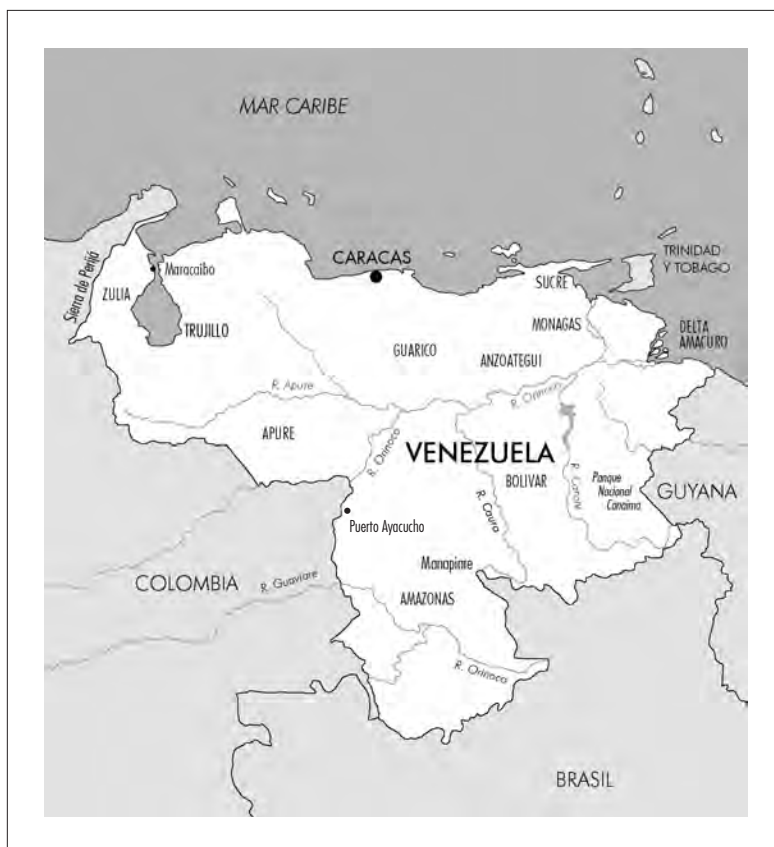 MAR CARIBE
CARACAS
TRINIDAD
Y TOBAGO
Sierra de Perijá
Maracaibo
ZULIA
TRUJILLO
SUCRE
MONAGAS
DELTA
AMACURO
GUARICO
ANZOATEGUI
R. Apure
R. Orinoco
APURE
R. Orinoco
VENEZUELA
BOLIVAR
R. Caroní
Parque
Nacional
Canaima
GUYANA
R. Caura
Puerto Ayacucho
Manapiare
COLOMBIA
R. Guaviare
AMAZONAS
R. Orinoco
BRASIL